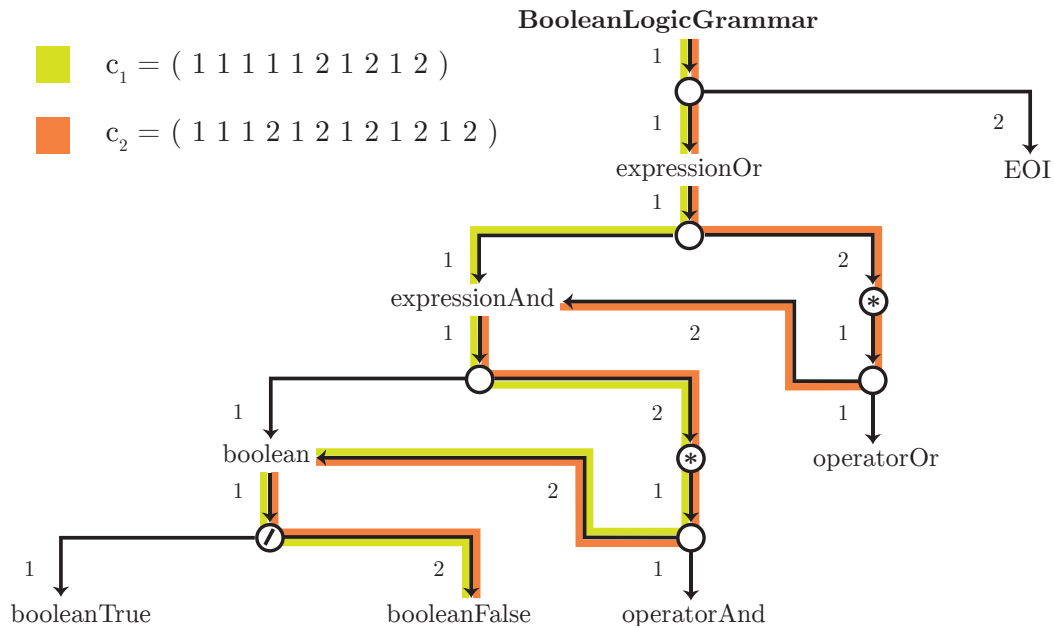 BooleanLogicGrammar
1
c₁ = ( 1 1 1 1 1 2 1 2 1 2 )
c₂ = ( 1 1 1 2 1 2 1 2 1 2 1 2 )
1 2
expressionOr EOI
1
1 2
expressionAnd *
1 2 1
1 2 1
boolean * operatorOr
1 2 1
/
1 2 1
booleanTrue booleanFalse operatorAnd